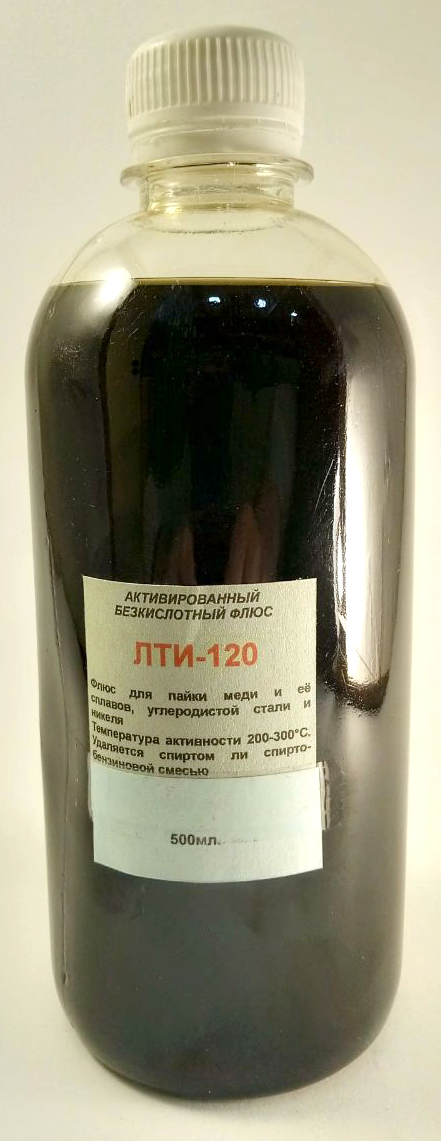 АКТИВИРОВАННЫЙ
БЕЗКИСЛОТНЫЙ ФЛЮС
ЛТИ-120
Флюс для пайки меди и её
сплавов, углеродистой стали и
никеля
Температура активности 200-300°С.
Удаляется спиртом ли спирто-
бензиновой смесью
500мл.